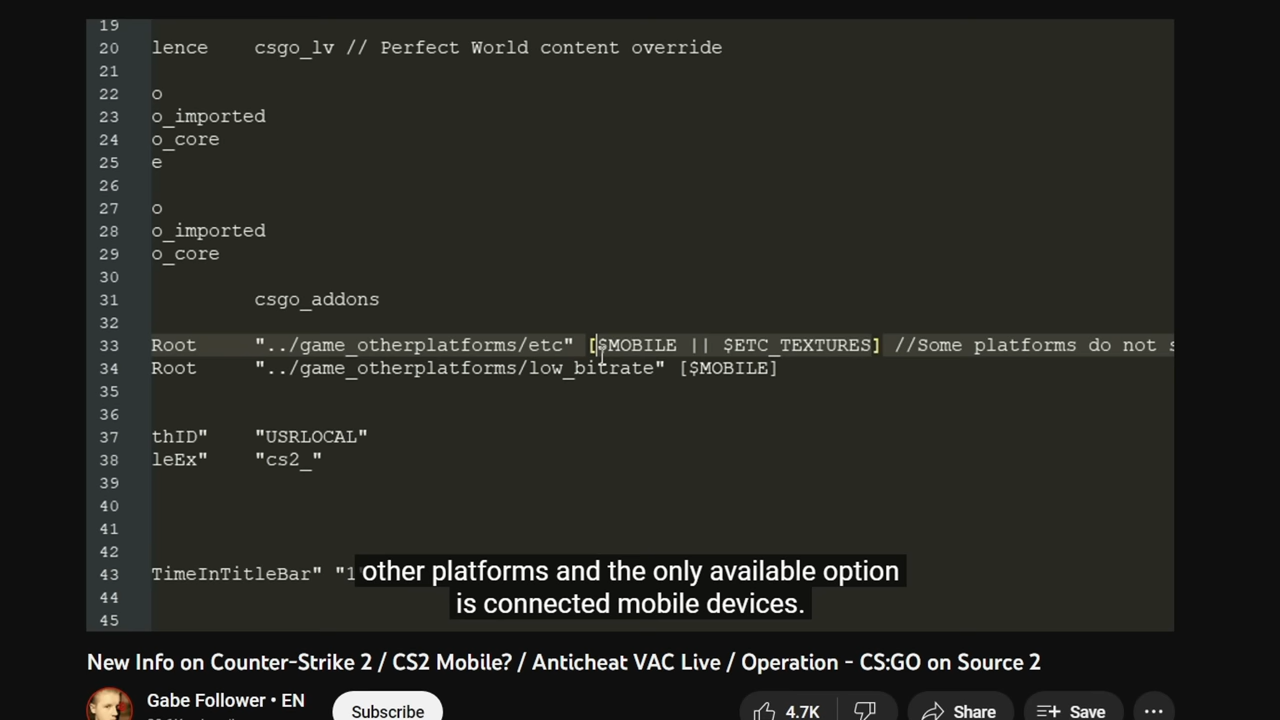 19
20 lence csgo_lv // Perfect World content override
21
22 o
23 o_imported
24 o_core
25 e
26
27 o
28 o_imported
29 o_core
30
31 csgo_addons
32
33 Root "../game_otherplatforms/etc" [$MOBILE || $ETC_TEXTURES] //Some platforms do not s
34 Root "../game_otherplatforms/low_bitrate" [$MOBILE]
35
36
37 thID" "USRLOCAL"
38 leEx" "cs2_"
39
40
41
42
43 TimeInTitleBar" "1
44
45
other platforms and the only available option
is connected mobile devices.
New Info on Counter-Strike 2 / CS2 Mobile? / Anticheat VAC Live / Operation - CS:GO on Source 2
Gabe Follower • EN
Subscribe
4.7K
Share
Save